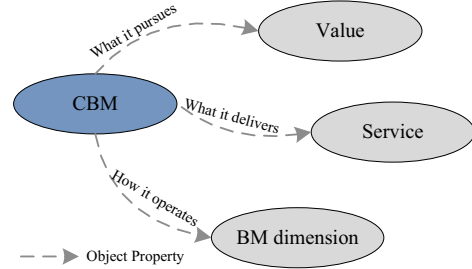 What it pursues
Value
CBM
What it delivers
Service
How it operates
BM dimension
Object Property